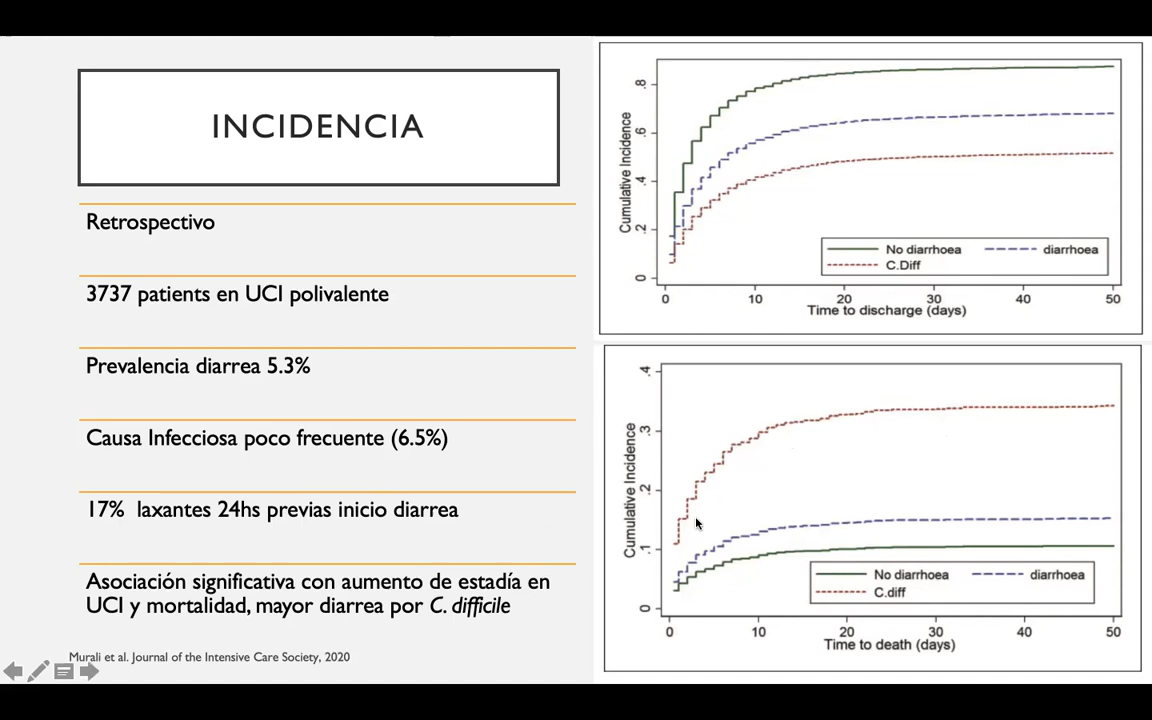 INCIDENCIA
Retrospectivo
3737 patients en UCI polivalente
Prevalencia diarrea 5.3%
Causa Infecciosa poco frecuente (6.5%)
17% laxantes 24hs previas inicio diarrea
Asociación significativa con aumento de estadía en
UCI y mortalidad, mayor diarrea por C. difficile
Murali et al. Journal of the Intensive Care Society, 2020
Cumulative Incidence
.8
.6
.4
.2
0
No diarrhoea
diarrhoea
C.Diff
0 10 20 30 40 50
Time to discharge (days)
Cumulative Incidence
.4
.3
.2
.1
0
No diarrhoea
diarrhoea
C.diff
0 10 20 30 40 50
Time to death (days)